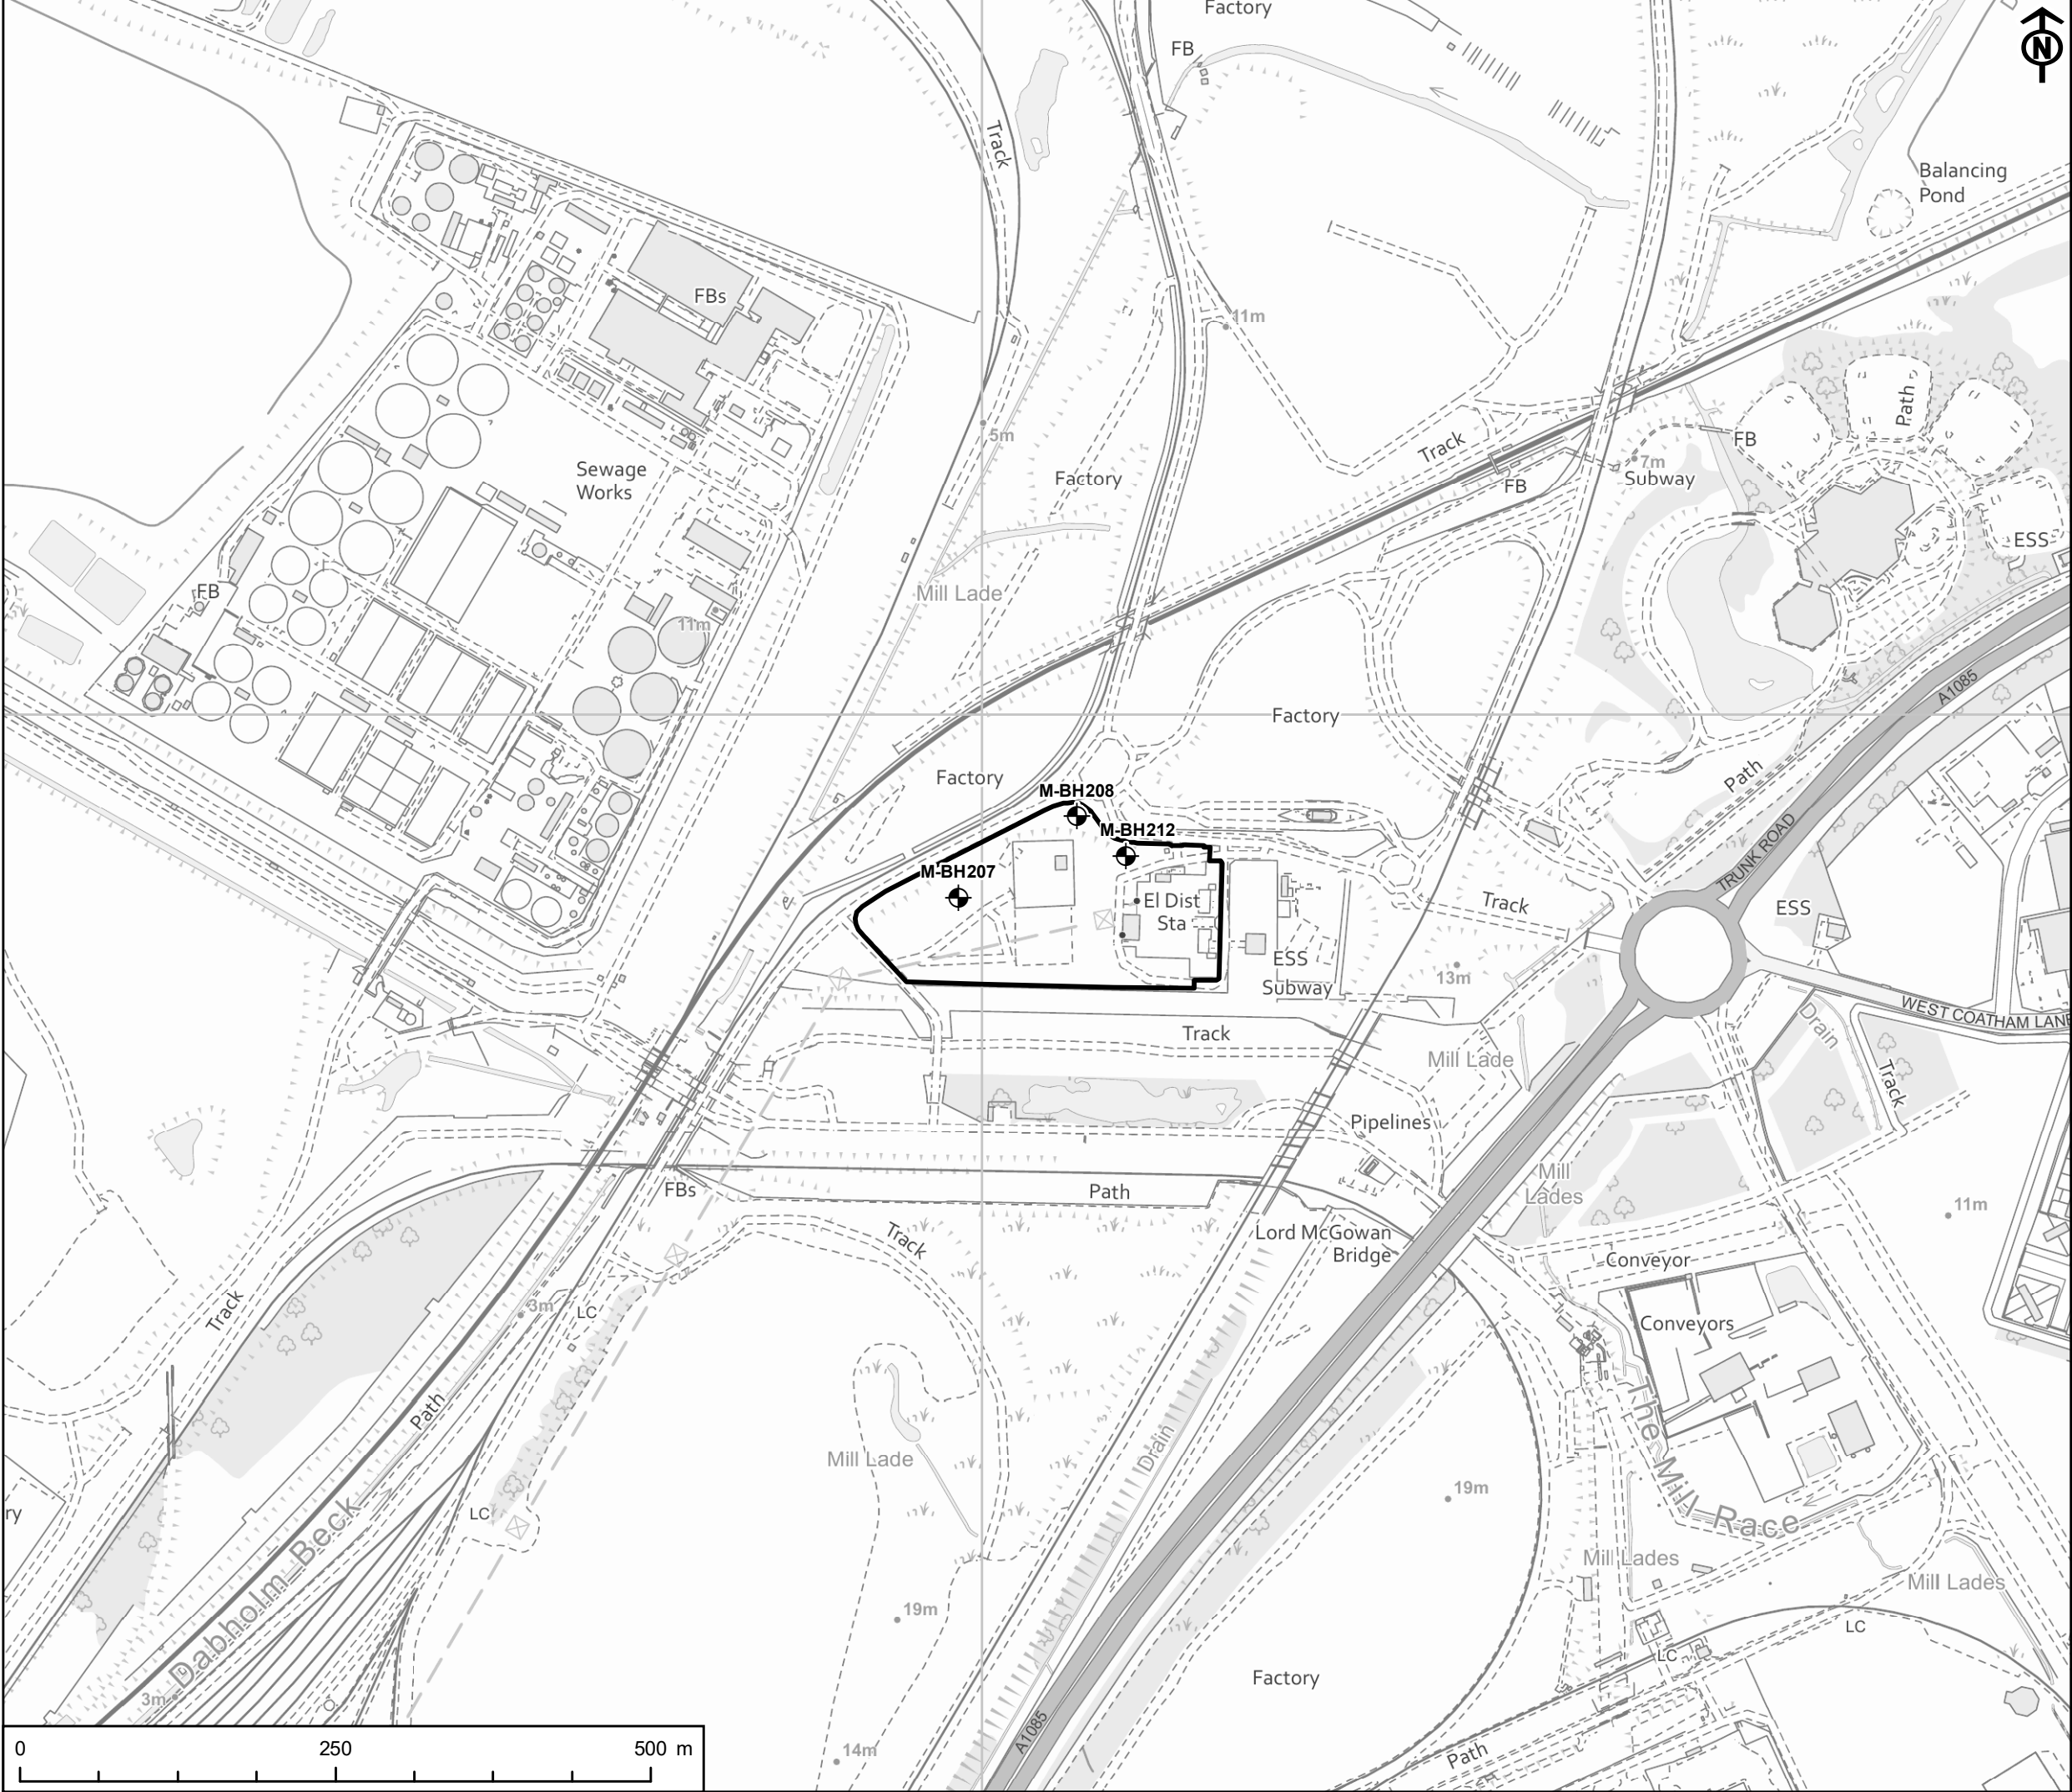 Factory
N
FB
Track
Balancing
Pond
FBs
11m
5m
Path
Track
FB
7m
Sewage
Works
Factory
FB
Subway
ESS
FB
Mill Lade
11m
A1085
Factory
Factory
Path
M-BH208
M-BH212
TRUNK ROAD
M-BH207
El Dist
Sta
Track
ESS
ESS
Subway
13m
WEST COATHAM LANE
Drain
Track
Mill Lade
Track
Pipelines
FBs
Path
Mill
Lades
11m
Track
Lord McGowan
Bridge
Conveyor
Track
3m
LC
Conveyors
Path
Mill Lade
Drain
The Mill Race
19m
LC
ry
Dabholm Beck
Mill Lades
Mill Lades
19m
LC
LC
Factory
3m
A1085
14m
Path
0
250
500 m